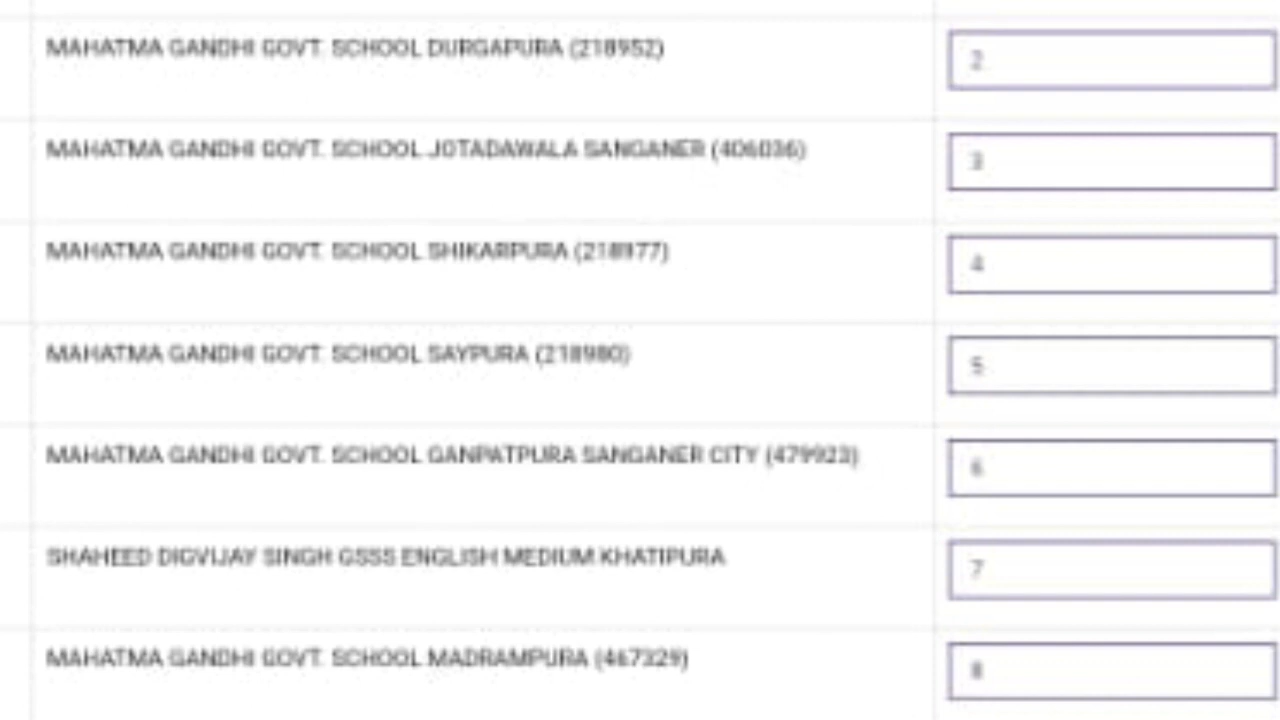 MAHATMA GANDHI GOVT. SCHOOL DURGAPURA (218952)
2
MAHATMA GANDHI GOVT. SCHOOL JOTADAWALA SANGANER (406036)
3
MAHATMA GANDHI GOVT. SCHOOL SHIKARPURA (218977)
4
MAHATMA GANDHI GOVT. SCHOOL SAYPURA (218980)
5
MAHATMA GANDHI GOVT. SCHOOL GANPATPURA SANGANER CITY (479923)
6
SHAHEED DIGVIJAY SINGH GSSS ENGLISH MEDIUM KHATIPURA
7
MAHATMA GANDHI GOVT. SCHOOL MADRAMPURA (467329)
8